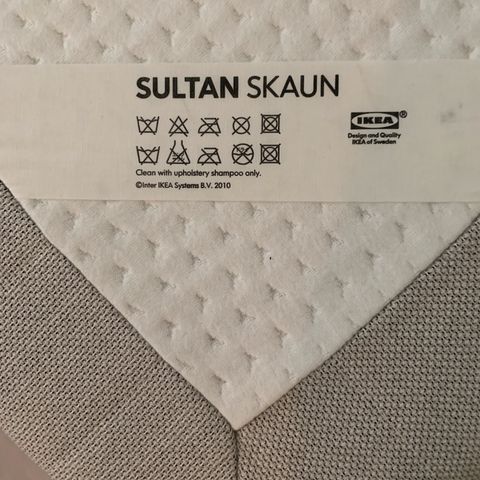 SULTAN SKAUN
IKEA®
Design and Quality
IKEA of Sweden
Clean with upholstery shampoo only.
©Inter IKEA Systems B.V. 2010